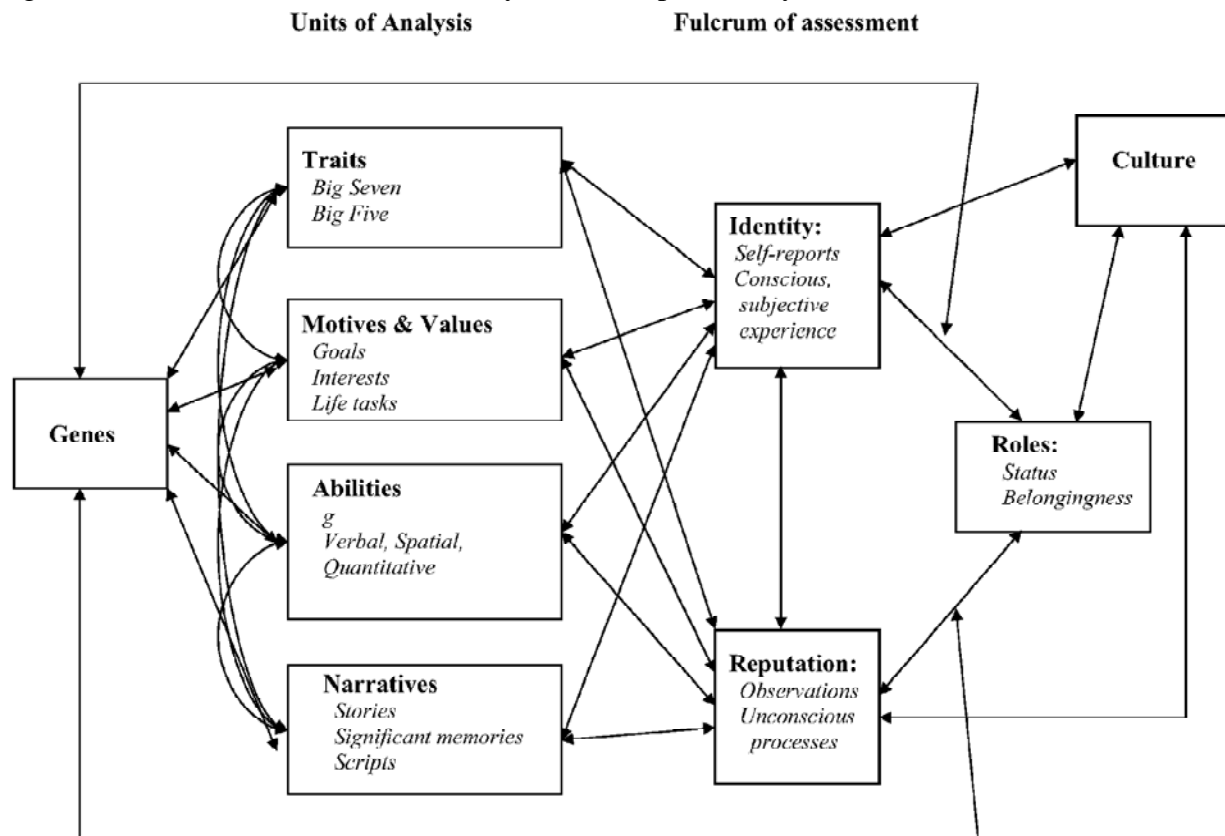 Units of Analysis
Fulcrum of assessment
Traits
Big Seven
Big Five
Motives & Values
Goals
Interests
Life tasks
Abilities
g
Verbal, Spatial,
Quantitative
Narratives
Stories
Significant memories
Scripts
Genes
Identity:
Self-reports
Conscious,
subjective
experience
Reputation:
Observations
Unconscious
processes
Culture
Roles:
Status
Belongingness